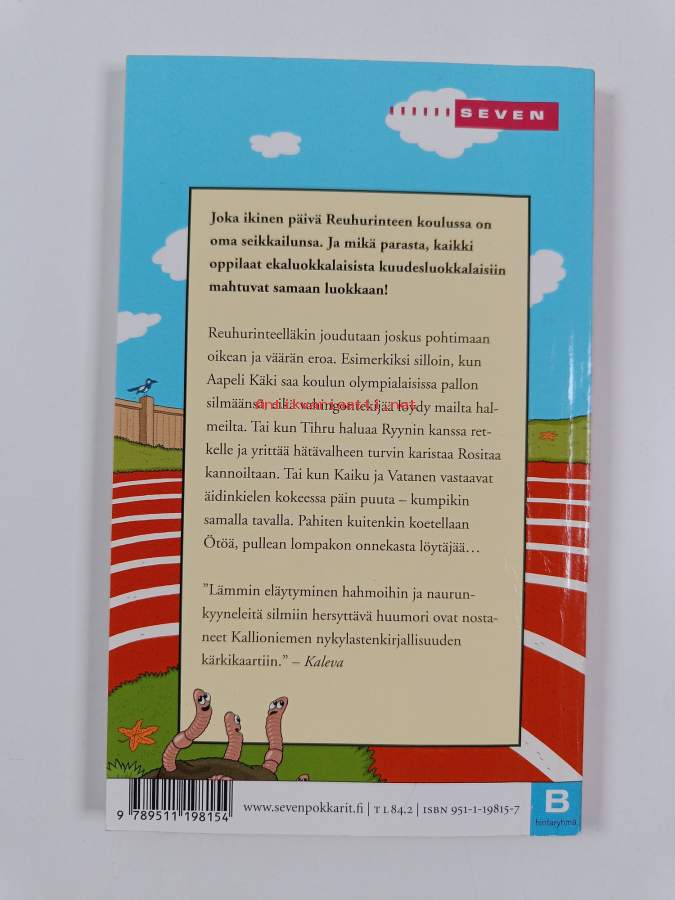 SEVEN
Joka ikinen päivä Reuhurinteen koulussa on
oma seikkailunsa. Ja mikä parasta, kaikki
oppilaat ekaluokkalaisista kuudesluokkalaisiin
mahtuvat samaan luokkaan!
Reuhurinteelläkin joudutaan joskus pohtimaan
oikean ja väärän eroa. Esimerkiksi silloin, kun
Aapeli Käki saa koulun olympialaisissa pallon
silmäänsä eikä vahingontekijää löydy mailta hal-
antikvariaatti.net
meilta. Tai kun Tihru haluaa Ryynin kanssa ret-
kelle ja yrittää hätävalheen turvin karistaa Rositaa
kannoiltaan. Tai kun Kaiku ja Vatanen vastaavat
äidinkielen kokeessa päin puuta – kumpikin
samalla tavalla. Pahiten kuitenkin koetellaan
Ötöä, pullean lompakon onnekasta löytäjää…
”Lämmin eläytyminen hahmoihin ja naurun-
kyyneleitä silmiin hersyttävä huumori ovat nosta-
neet Kallioniemen nykylastenkirjallisuuden
kärkikaartiin.” – Kaleva
9 789511 198154
www.sevenpokkarit.fi | T L 84.2 | ISBN 951-1-19815-7
B
hintaryhmä